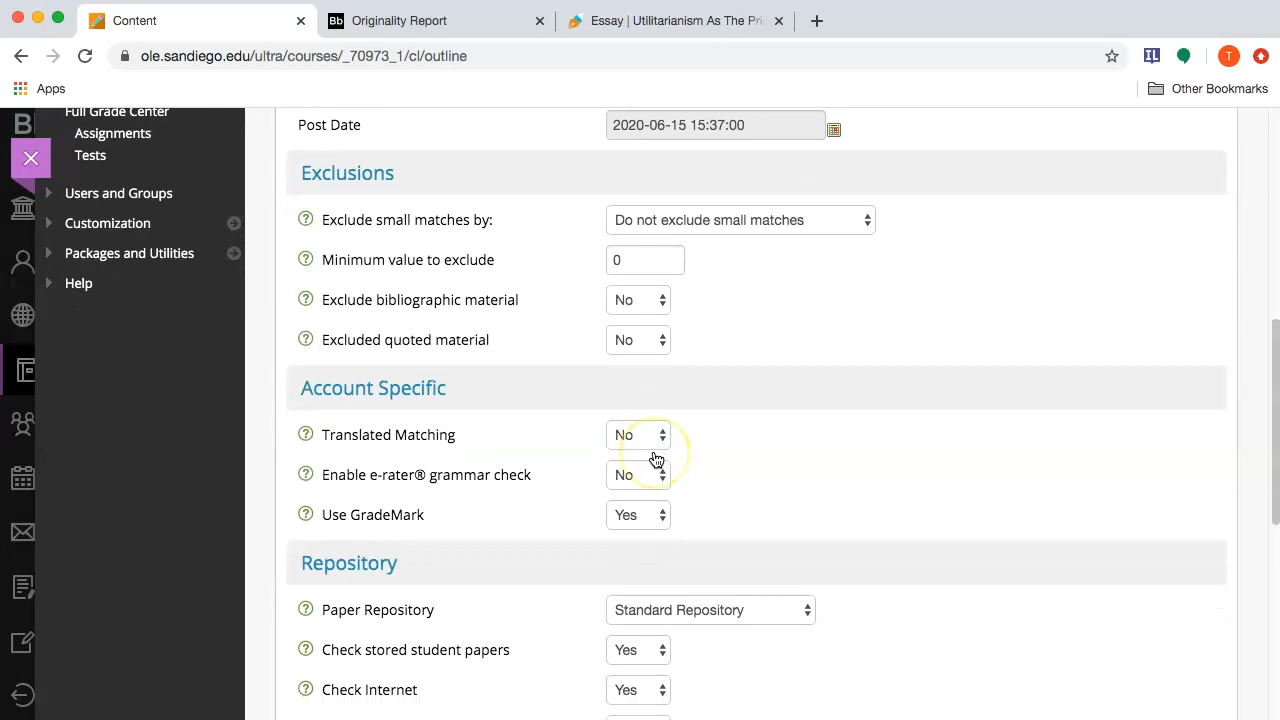 Content
Bb Originality Report
Essay | Utilitarianism As The Pri
ole.sandiego.edu/ultra/courses/_70973_1/cl/outline
IL
T
Apps
Other Bookmarks
B
Full Grade Center
Assignments
Tests
Users and Groups
Customization
Packages and Utilities
Help
Post Date
2020-06-15 15:37:00
Exclusions
Exclude small matches by:
Do not exclude small matches
Minimum value to exclude
0
Exclude bibliographic material
No
Excluded quoted material
No
Account Specific
Translated Matching
No
Enable e-rater® grammar check
No
Use GradeMark
Yes
Repository
Paper Repository
Standard Repository
Check stored student papers
Yes
Check Internet
Yes